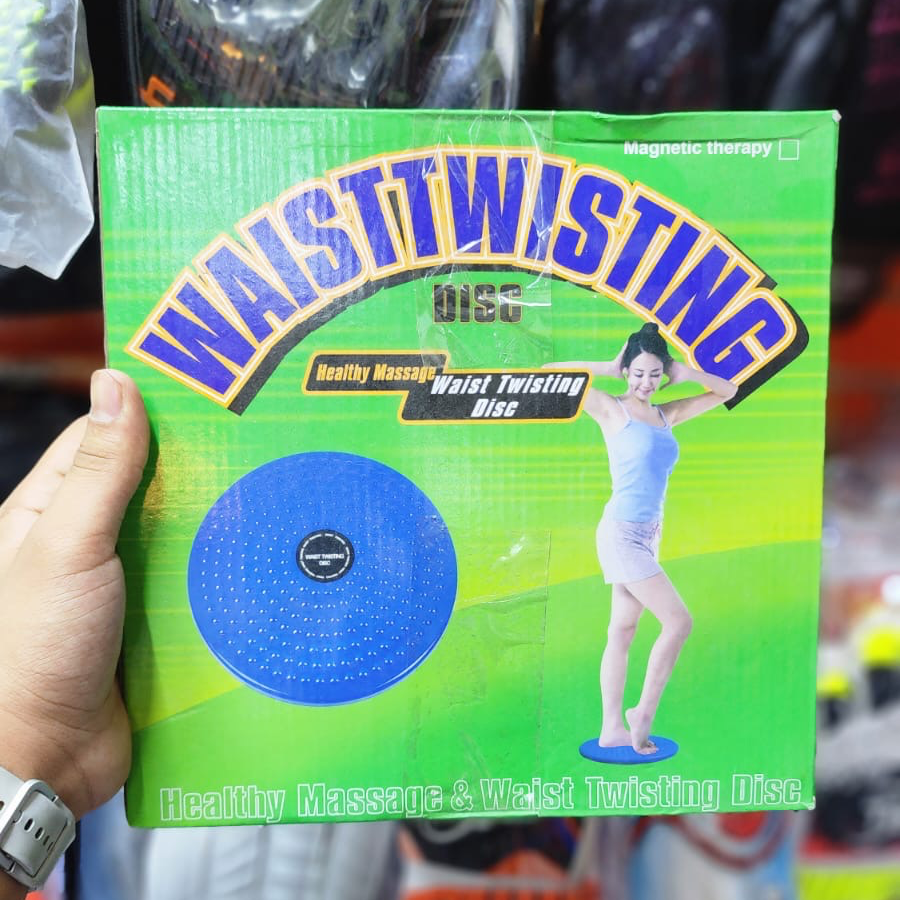 Magnetic therapy
WAISTTWISTING
DISC
Healthy Massage
Waist Twisting
Disc
WAIST TWISTING
DISC
Healthy Massage & Waist Twisting Disc